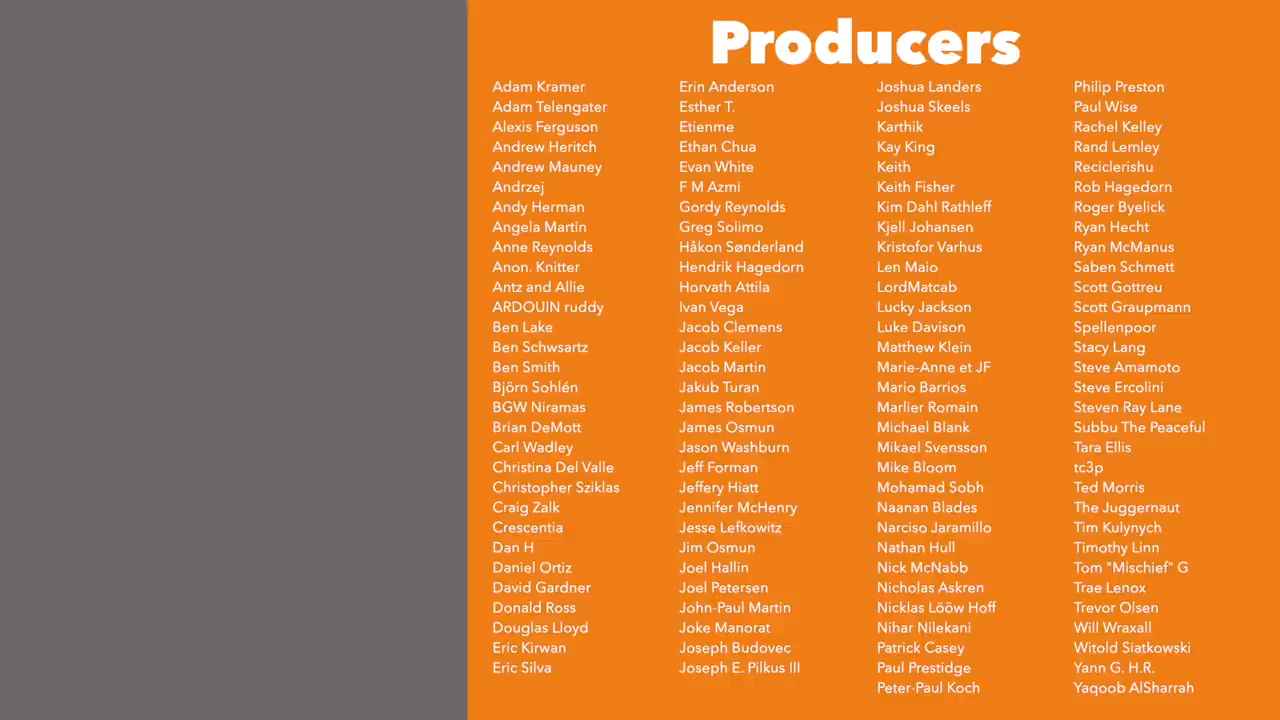 Producers
Adam Kramer
Adam Telengater
Alexis Ferguson
Andrew Heritch
Andrew Mauney
Andrzej
Andy Herman
Angela Martin
Anne Reynolds
Anon. Knitter
Antz and Allie
ARDOUIN ruddy
Ben Lake
Ben Schwsartz
Ben Smith
Björn Sohlén
BGW Niramas
Brian DeMott
Carl Wadley
Christina Del Valle
Christopher Sziklas
Craig Zalk
Crescentia
Dan H
Daniel Ortiz
David Gardner
Donald Ross
Douglas Lloyd
Eric Kirwan
Eric Silva
Erin Anderson
Esther T.
Etienme
Ethan Chua
Evan White
F M Azmi
Gordy Reynolds
Greg Solimo
Håkon Sønderland
Hendrik Hagedorn
Horvath Attila
Ivan Vega
Jacob Clemens
Jacob Keller
Jacob Martin
Jakub Turan
James Robertson
James Osmun
Jason Washburn
Jeff Forman
Jeffery Hiatt
Jennifer McHenry
Jesse Lefkowitz
Jim Osmun
Joel Hallin
Joel Petersen
John-Paul Martin
Joke Manorat
Joseph Budovec
Joseph E. Pilkus III
Joshua Landers
Joshua Skeels
Karthik
Kay King
Keith
Keith Fisher
Kim Dahl Rathleff
Kjell Johansen
Kristofor Varhus
Len Maio
LordMatcab
Lucky Jackson
Luke Davison
Matthew Klein
Marie-Anne et JF
Mario Barrios
Marlier Romain
Michael Blank
Mikael Svensson
Mike Bloom
Mohamad Sobh
Naanan Blades
Narciso Jaramillo
Nathan Hull
Nick McNabb
Nicholas Askren
Nicklas Lööw Hoff
Nihar Nilekani
Patrick Casey
Paul Prestidge
Peter-Paul Koch
Philip Preston
Paul Wise
Rachel Kelley
Rand Lemley
Reciclerishu
Rob Hagedorn
Roger Byelick
Ryan Hecht
Ryan McManus
Saben Schmett
Scott Gottreu
Scott Graupmann
Spellenpoor
Stacy Lang
Steve Amamoto
Steve Ercolini
Steven Ray Lane
Subbu The Peaceful
Tara Ellis
tc3p
Ted Morris
The Juggernaut
Tim Kulynych
Timothy Linn
Tom "Mischief" G
Trae Lenox
Trevor Olsen
Will Wraxall
Witold Siatkowski
Yann G. H.R.
Yaqoob AlSharrah